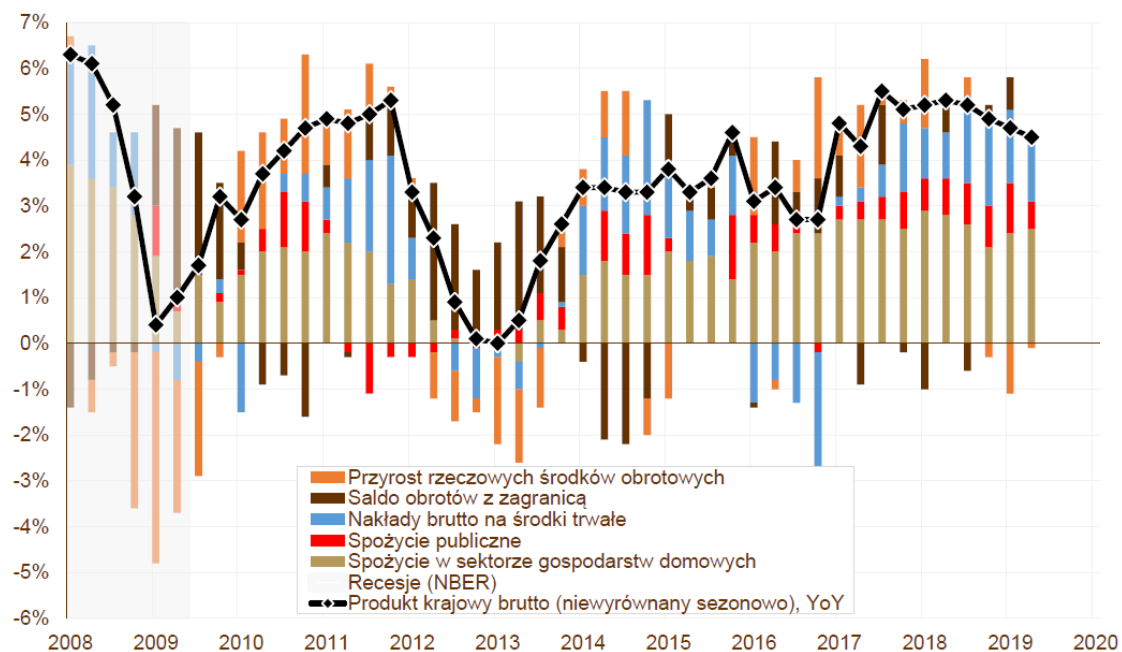 7%
6%
5%
4%
3%
2%
1%
0%
-1%
-2%
-3%
-4%
-5%
-6%
Przyrost rzeczowych środków obrotowych
Saldo obrotów z zagranicą
Nakłady brutto na środki trwałe
Spożycie publiczne
Spożycie w sektorze gospodarstw domowych
Recesje (NBER)
Produkt krajowy brutto (niewyrównany sezonowo), YoY
2008 2009 2010 2011 2012 2013 2014 2015 2016 2017 2018 2019 2020